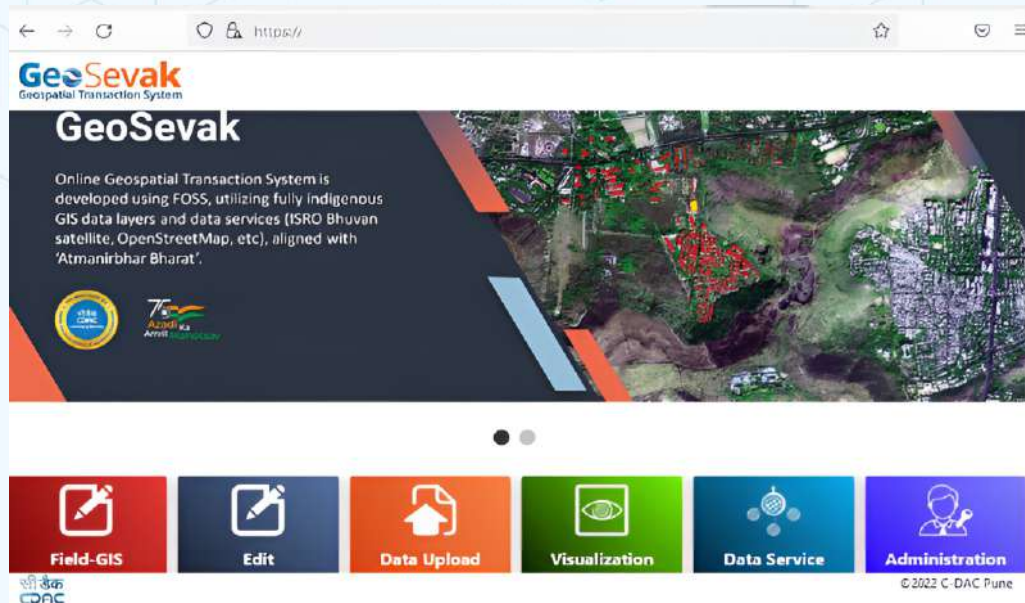 https://
GeoSevak
Geospatial Transaction System
GeoSevak
Online Geospatial Transaction System is
developed using FOSS, utilizing fully indigenous
GIS data layers and data services (ISRO Bhuvan
satellite, OpenStreetMap, etc), aligned with
'Atmanirbhar Bharat'.
सी डैक
CDAC
75
Azadi Ka
Amrit Mahotsav
Field-GIS
Edit
Data Upload
Visualization
Data Service
Administration
सी डैक
CDAC
©2022 C-DAC Pune